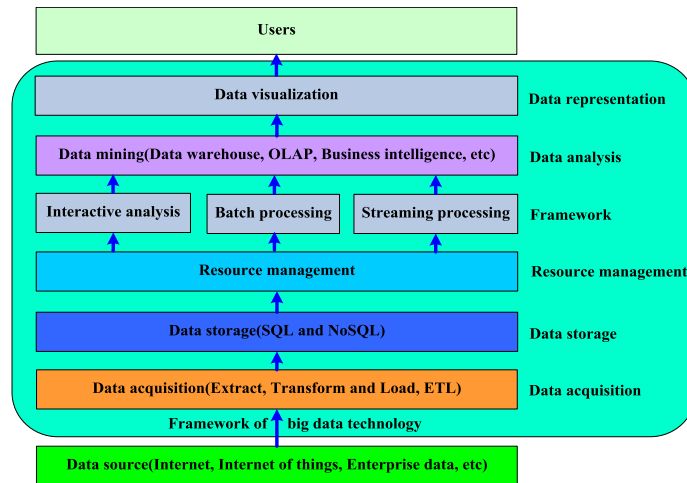 Users
Data visualization
Data representation
Data mining(Data warehouse, OLAP, Business intelligence, etc)
Data analysis
Interactive analysis
Batch processing
Streaming processing
Framework
Resource management
Resource management
Data storage(SQL and NoSQL)
Data storage
Data acquisition(Extract, Transform and Load, ETL)
Data acquisition
Framework of big data technology
Data source(Internet, Internet of things, Enterprise data, etc)